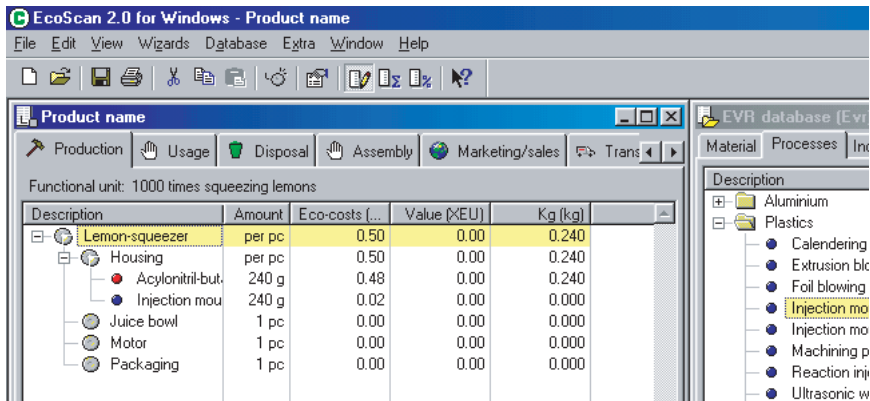 EcoScan 2.0 for Windows - Product name
File Edit View Wizards Database Extra Window Help
Product name
Production Usage Disposal Assembly Marketing/sales Trans
Functional unit: 1000 times squeezing lemons
Description Amount Eco-costs (... Value (XEU) Kg (kg)
Lemon-squeezer per pc 0.50 0.00 0.240
Housing per pc 0.50 0.00 0.240
Acylonitril-but 240 g 0.48 0.00 0.240
Injection mou 240 g 0.02 0.00 0.000
Juice bowl 1 pc 0.00 0.00 0.000
Motor 1 pc 0.00 0.00 0.000
Packaging 1 pc 0.00 0.00 0.000
EVR database (Evr
Material Processes Inc
Description
Aluminium
Plastics
Calendering
Extrusion blo
Foil blowing
Injection mo
Injection mo
Machining p
Reaction inje
Ultrasonic w